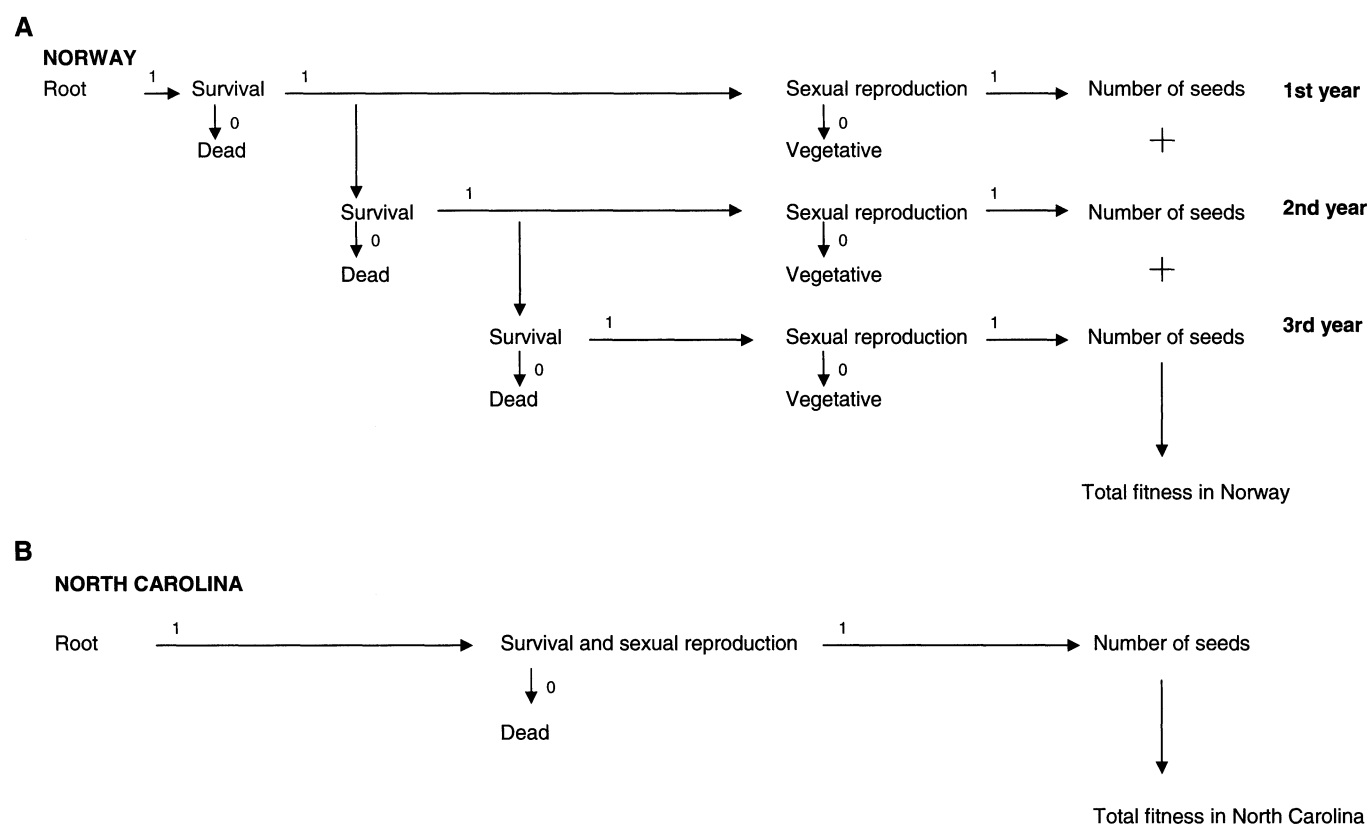 A
NORWAY
Root 1 Survival 1 Sexual reproduction 1 Number of seeds 1st year
0 0
Dead Vegetative +
Survival 1 Sexual reproduction 1 Number of seeds 2nd year
0 0
Dead Vegetative +
Survival 1 Sexual reproduction 1 Number of seeds 3rd year
0 0
Dead Vegetative
Total fitness in Norway
B
NORTH CAROLINA
Root 1 Survival and sexual reproduction 1 Number of seeds
0
Dead
Total fitness in North Carolina